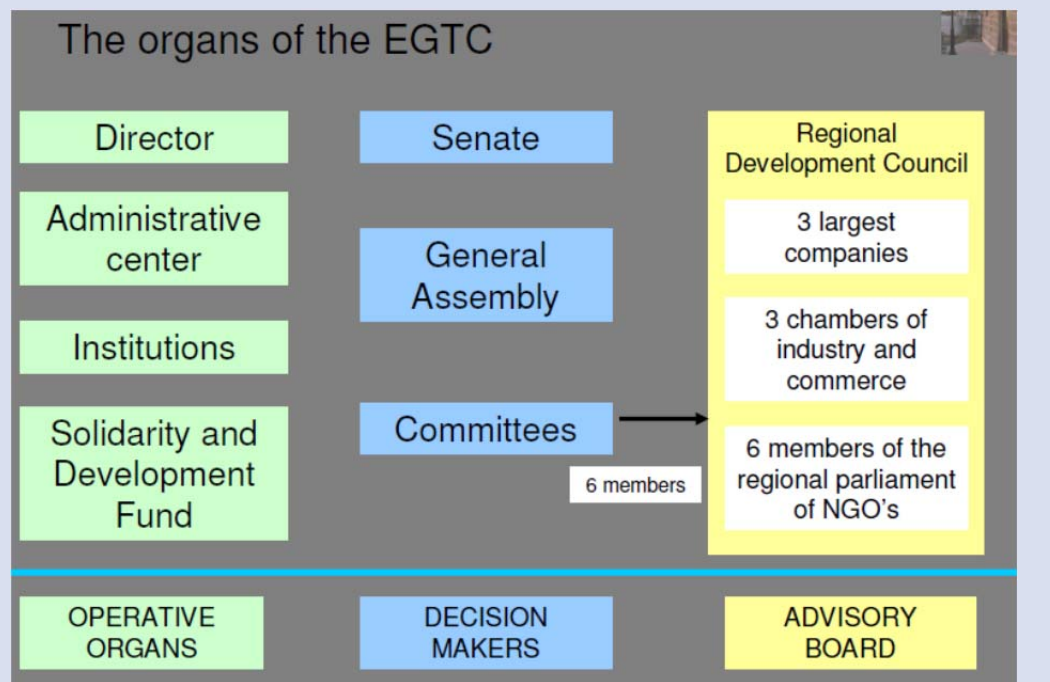 The organs of the EGTC
Director
Administrative
center
Institutions
Solidarity and
Development
Fund
Senate
General
Assembly
Committees
6 members
Regional
Development Council
3 largest
companies
3 chambers of
industry and
commerce
6 members of the
regional parliament
of NGO's
OPERATIVE
ORGANS
DECISION
MAKERS
ADVISORY
BOARD